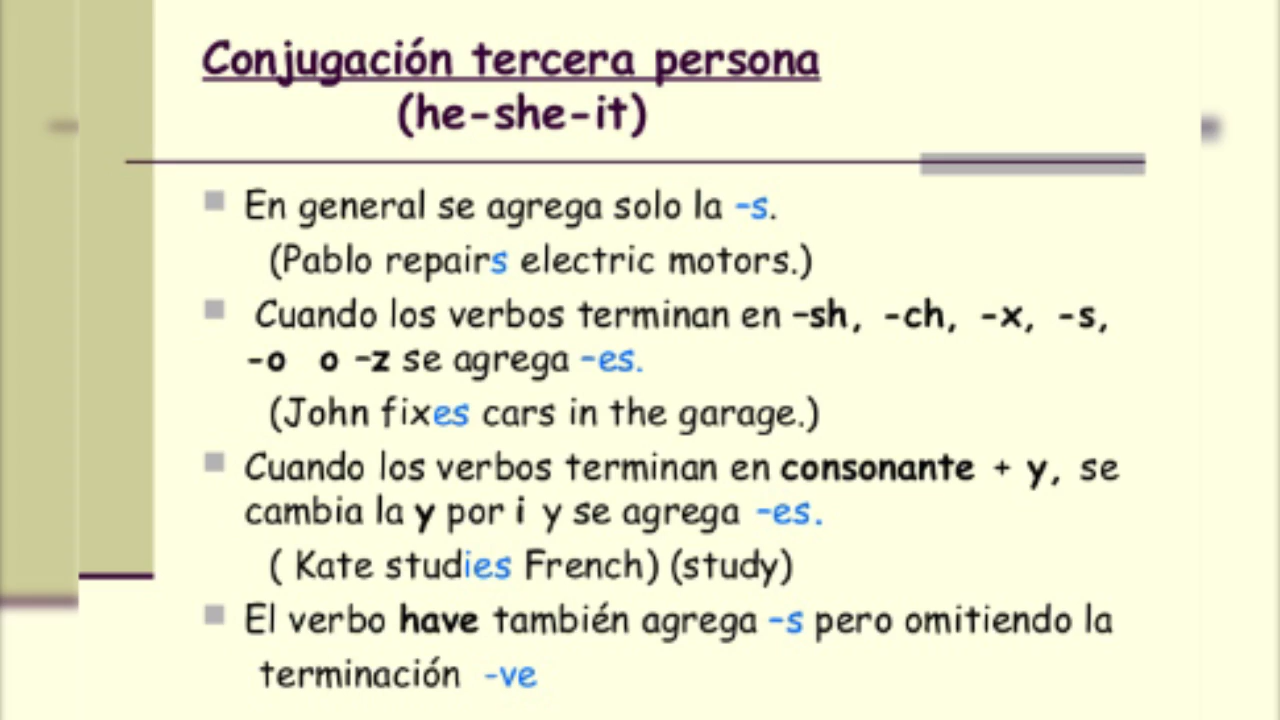 Conjugación tercera persona
(he-she-it)
En general se agrega solo la -s.
(Pablo repairs electric motors.)
Cuando los verbos terminan en -sh, -ch, -x, -s,
-o o -z se agrega -es.
(John fixes cars in the garage.)
Cuando los verbos terminan en consonante + y, se
cambia la y por i y se agrega -es.
( Kate studies French) (study)
El verbo have también agrega -s pero omitiendo la
terminación -ve